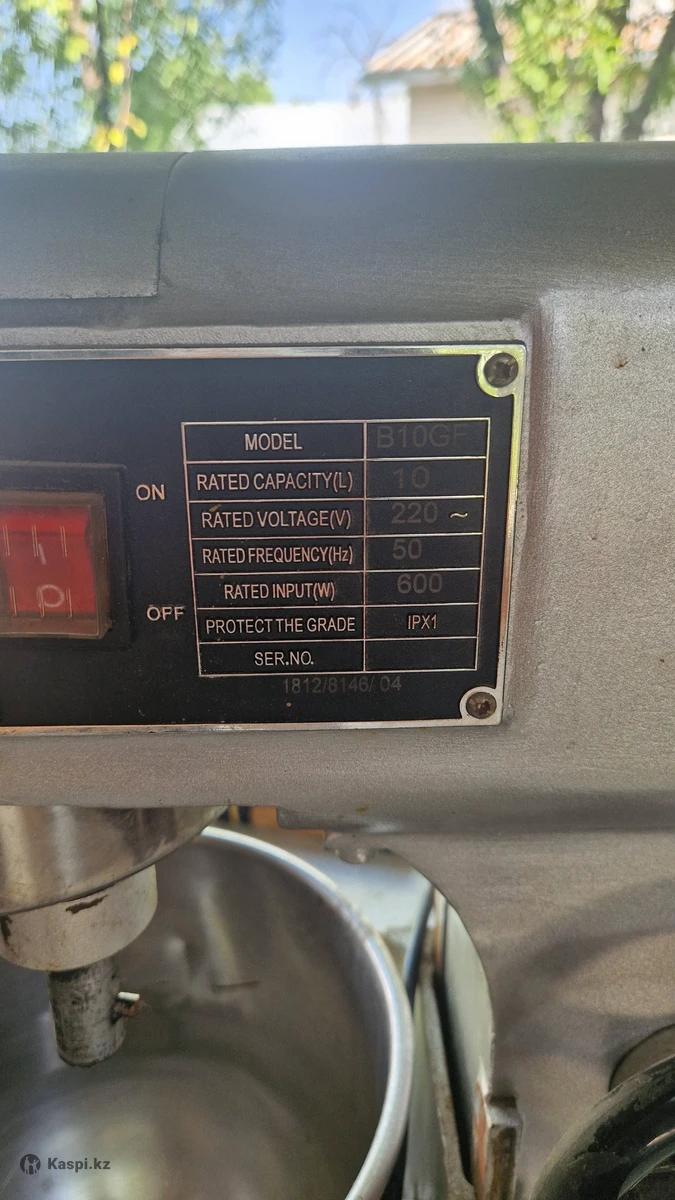 MODEL B10GF
RATED CAPACITY(L) 10
ON
RATED VOLTAGE(V) 220 ~
RATED FREQUENCY(Hz) 50
RATED INPUT(W) 600
OFF
PROTECT THE GRADE IPX1
SER.NO.
1812/8146/ 04
Kaspi.kz